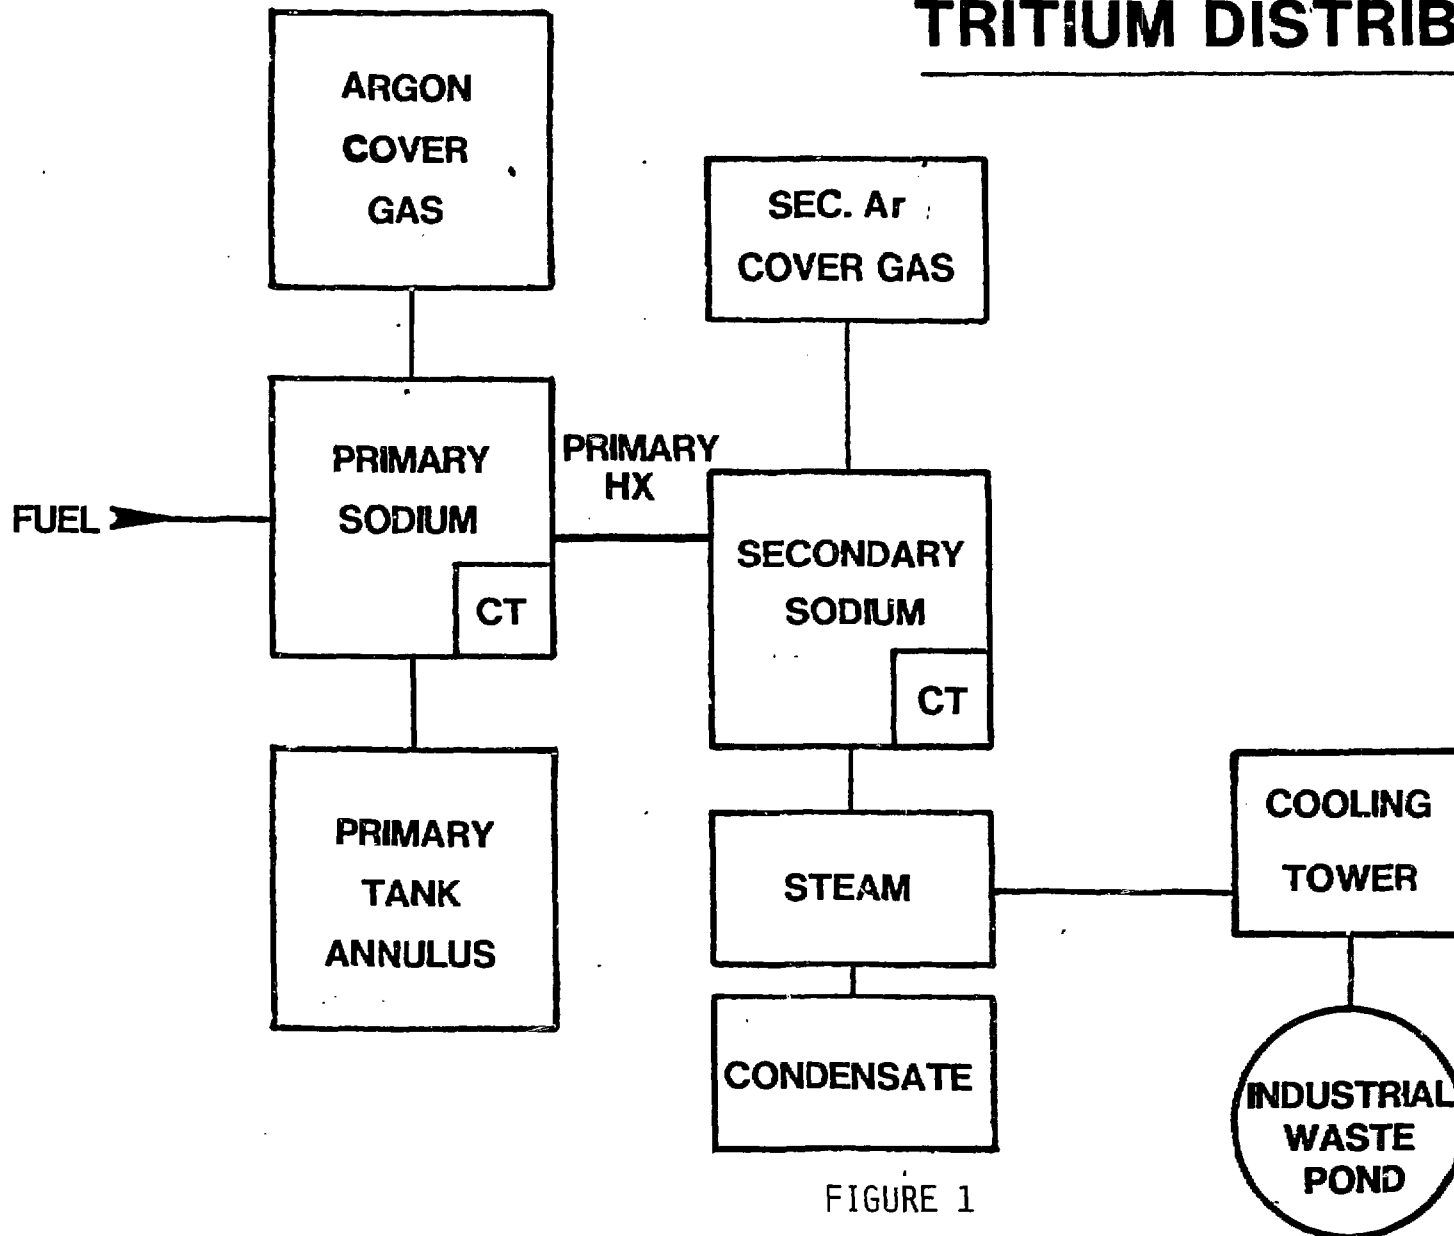 TRITIUM DISTRIB
ARGON
COVER
GAS
SEC. Ar
COVER GAS
PRIMARY
SODIUM
CT
PRIMARY
HX
FUEL
SECONDARY
SODIUM
CT
PRIMARY
TANK
ANNULUS
STEAM
COOLING
TOWER
CONDENSATE
INDUSTRIAL
WASTE
POND
FIGURE 1